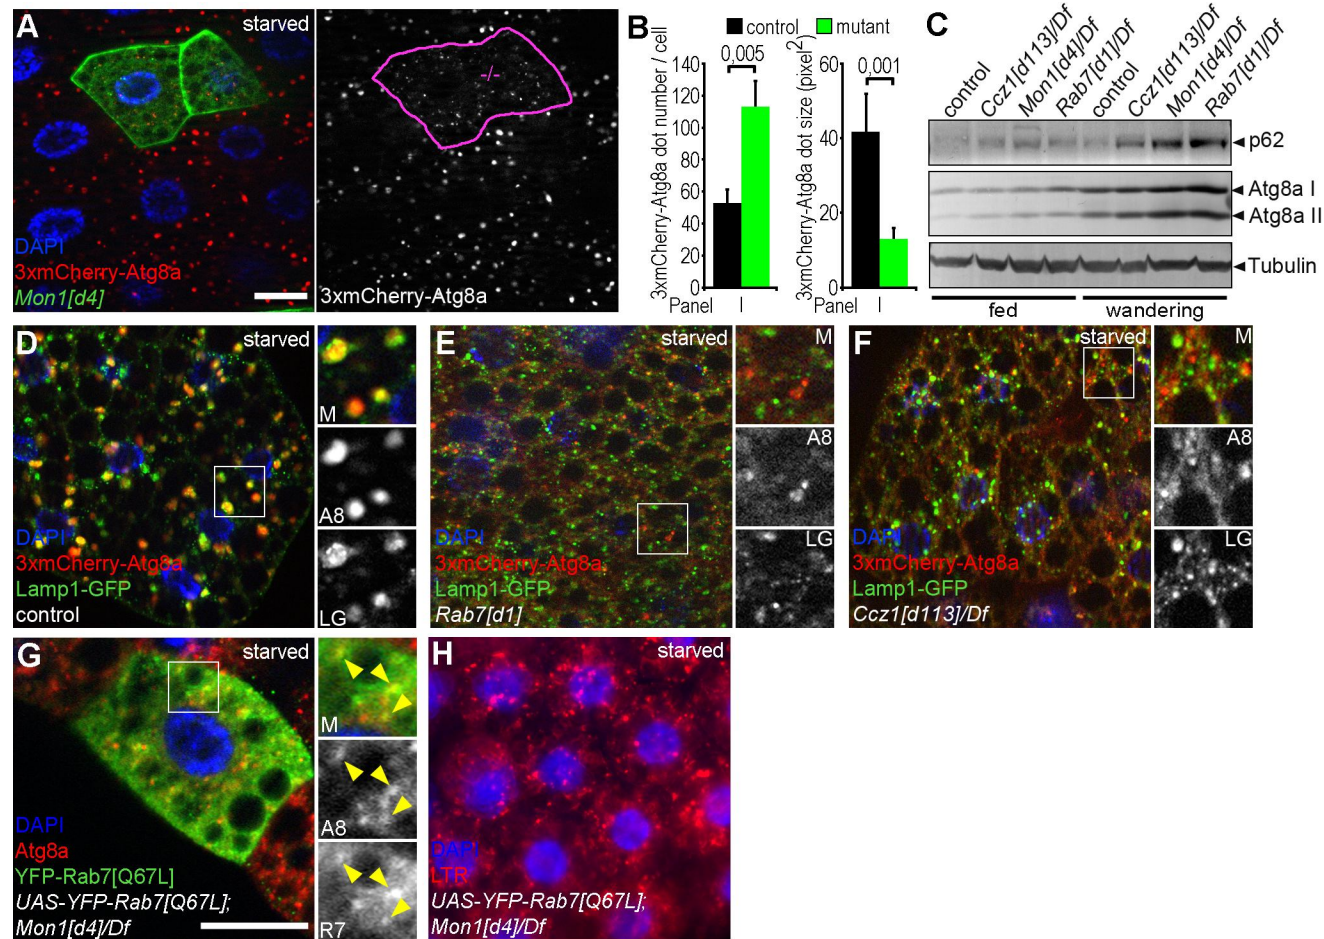 A
starved
-/-
DAPI
3xmCherry-Atg8a
Mon1[d4]
3xmCherry-Atg8a
B
control
mutant
3xmCherry-Atg8a dot number / cell
140
120
100
80
60
40
20
0
0,005
Panel
I
3xmCherry-Atg8a dot size (pixel2)
60
40
20
0
0,001
I
C
control
Ccz1[d113]/Df
Mon1[d4]/Df
Rab7[d1]/Df
control
Ccz1[d113]/Df
Mon1[d4]/Df
Rab7[d1]/Df
p62
Atg8a I
Atg8a II
Tubulin
fed
wandering
D
starved
DAPI
3xmCherry-Atg8a
Lamp1-GFP
control
M
A8
LG
E
starved
DAPI
3xmCherry-Atg8a
Lamp1-GFP
Rab7[d1]
M
A8
LG
F
starved
DAPI
3xmCherry-Atg8a
Lamp1-GFP
Ccz1[d113]/Df
M
A8
LG
G
starved
DAPI
Atg8a
YFP-Rab7[Q67L]
UAS-YFP-Rab7[Q67L];
Mon1[d4]/Df
M
A8
R7
H
starved
DAPI
LTR
UAS-YFP-Rab7[Q67L];
Mon1[d4]/Df